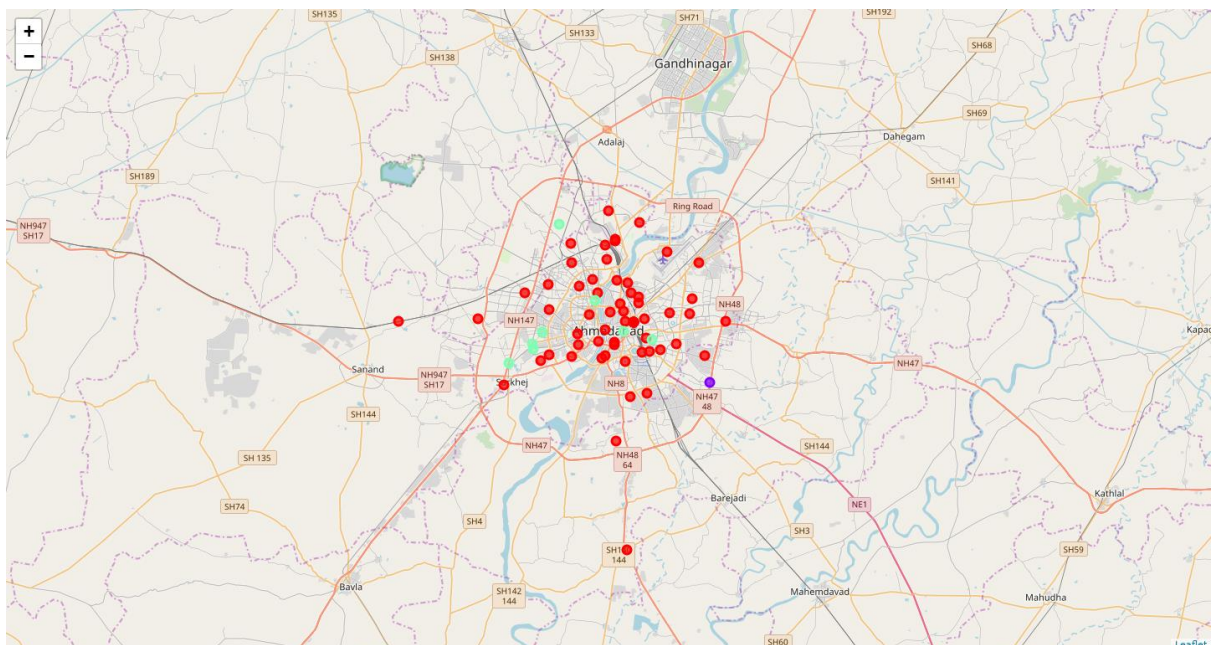 +
−
SH135
SH71
SH192
SH133
SH68
SH138
Gandhinagar
SH69
Dahegam
Adalaj
SH189
SH141
Ring Road
NH947
SH17
NH48
NH147
Kapad
Sanand
NH947
SH17
NH47
NH8
NH47
48
SH144
NH47
SH144
NH48
64
SH 135
Barejadi
Kathlal
NE1
SH74
SH4
SH3
144
SH59
Bavla
SH142
144
Mahemdavad
Mahudha
SH60
Leaflet